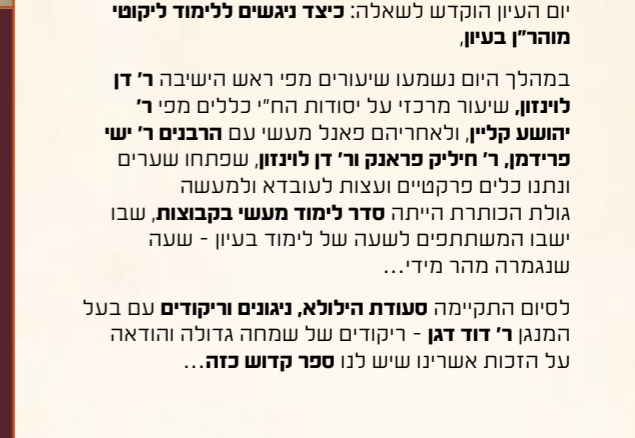 יום העיון הוקדש לשאלה: כיצד ניגשים ללימוד ליקוטי
מוהר"ן בעיון,
במהלך היום נשמעו שיעורים מפי ראש הישיבה ר' דן
לוינזון, שיעור מרכזי על יסודות הח"י כללים מפי ר'
יהושע קליין, ולאחריהם פאנל מעשי עם הרבנים ר' ישי
פרידמן, ר' חיליק פראנק ור' דן לוינזון, שפתחו שערים
ונתנו כלים פרקטיים ועצות לעובדא ולמעשה
גולת הכותרת הייתה סדר לימוד מעשי בקבוצות, שבו
ישבו המשתתפים לשעה של לימוד בעיון - שעה
שנגמרה מהר מידי...
לסיום התקיימה סעודת הילולא, ניגונים וריקודים עם בעל
המנגן ר' דוד דגן - ריקודים של שמחה גדולה והודאה
על הזכות אשרינו שיש לנו ספר קדוש כזה...